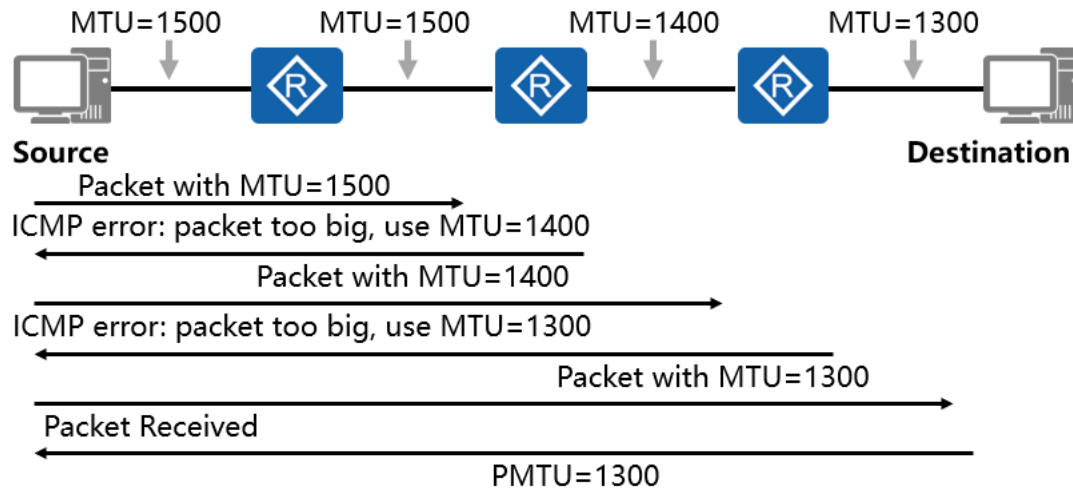 MTU=1500 MTU=1500 MTU=1400 MTU=1300
R R R
Source Destination
Packet with MTU=1500
ICMP error: packet too big, use MTU=1400
Packet with MTU=1400
ICMP error: packet too big, use MTU=1300
Packet with MTU=1300
Packet Received
PMTU=1300